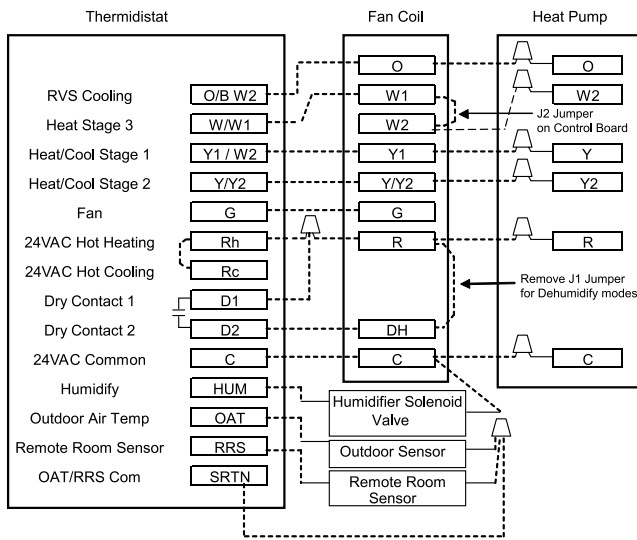 Thermidistat Fan Coil Heat Pump
O O
RVS Cooling O/B W2 W1 W2
Heat Stage 3 W/W1 W2 J2 Jumper
on Control Board
Heat/Cool Stage 1 Y1 / W2 Y1 Y
Heat/Cool Stage 2 Y/Y2 Y/Y2 Y2
Fan G G
24VAC Hot Heating Rh R R
24VAC Hot Cooling Rc
Remove J1 Jumper
for Dehumidify modes
Dry Contact 1 D1
Dry Contact 2 D2 DH
24VAC Common C C C
Humidify HUM Humidifier Solenoid
Valve
Outdoor Air Temp OAT
Outdoor Sensor
Remote Room Sensor RRS
OAT/RRS Com SRTN Remote Room
Sensor